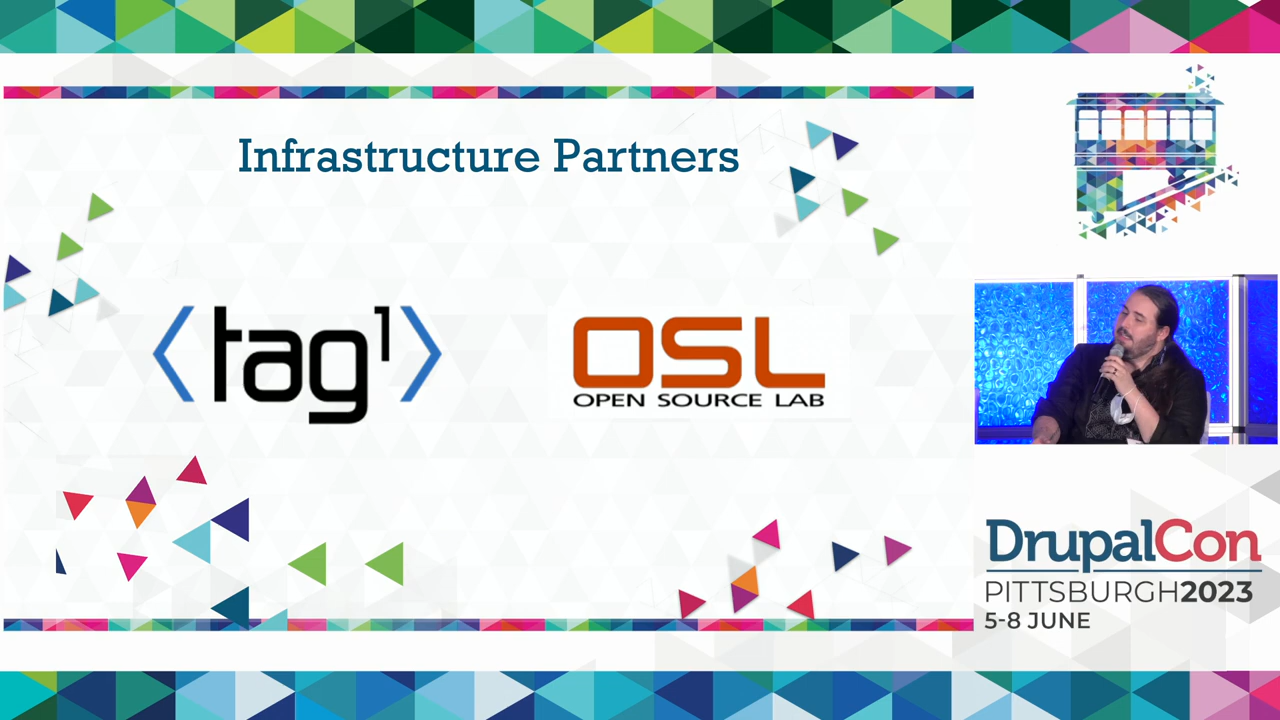 Infrastructure Partners
tag1
OSL
OPEN SOURCE LAB
DrupalCon
PITTSBURGH2023
5-8 JUNE